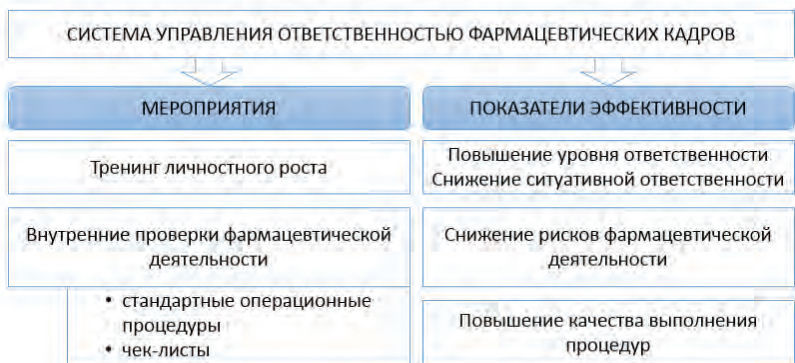 СИСТЕМА УПРАВЛЕНИЯ ОТВЕТСТВЕННОСТЬЮ ФАРМАЦЕВТИЧЕСКИХ КАДРОВ
МЕРОПРИЯТИЯ
ПОКАЗАТЕЛИ ЭФФЕКТИВНОСТИ
Тренинг личностного роста
Повышение уровня ответственности
Снижение ситуативной ответственности
Внутренние проверки фармацевтической
деятельности
Снижение рисков фармацевтической
деятельности
• стандартные операционные
процедуры
• чек-листы
Повышение качества выполнения
процедур